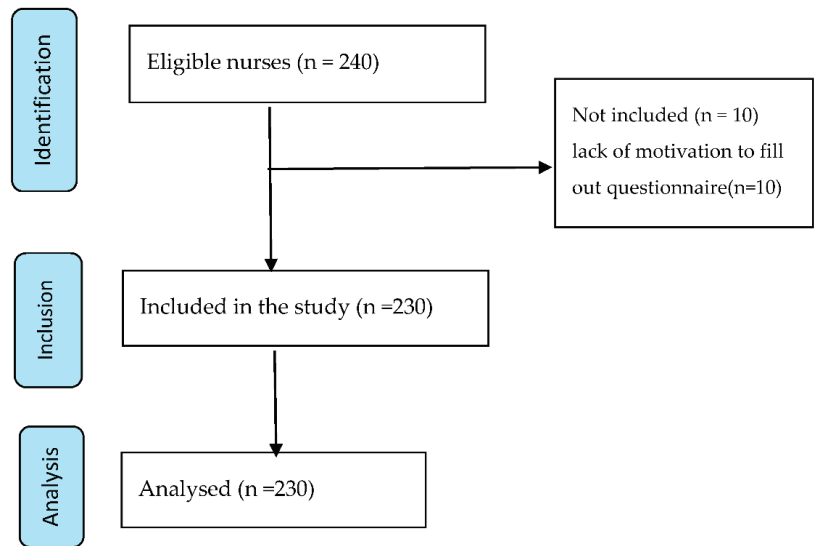 Identification
Eligible nurses (n = 240)
Not included (n = 10)
lack of motivation to fill
out questionnaire(n=10)
Inclusion
Included in the study (n =230)
Analysis
Analysed (n =230)